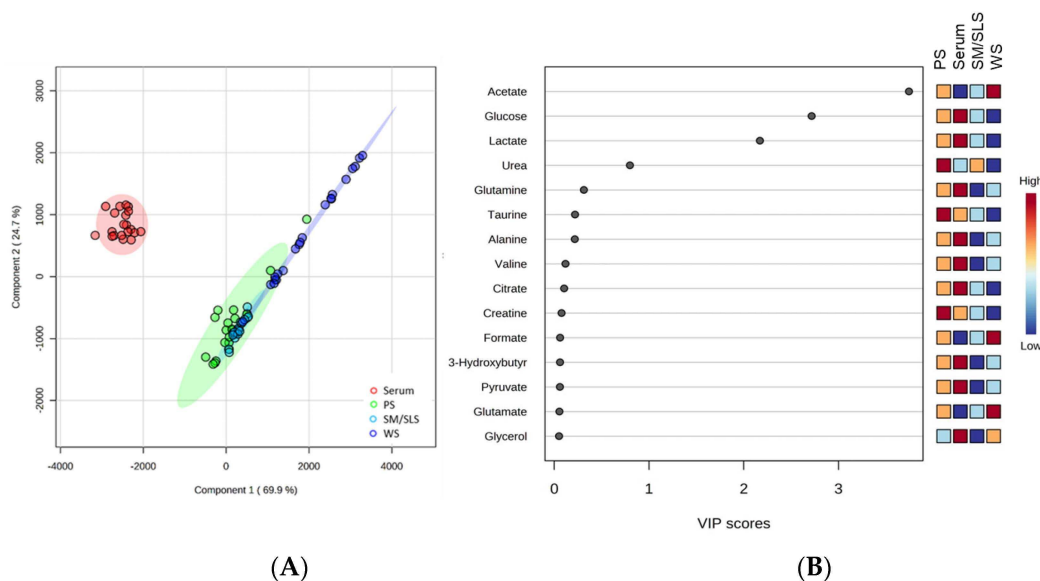 3000
2000
1000
0
-1000
-2000
Component 2 ( 24.7 %)
-4000 -2000 0 2000 4000
Component 1 ( 69.9 %)
Serum
PS
SM/SLS
WS
(A)
PS Serum SM/SLS WS
Acetate
Glucose
Lactate
Urea
Glutamine
Taurine
Alanine
Valine
Citrate
Creatine
Formate
3-Hydroxybutyr
Pyruvate
Glutamate
Glycerol
High
Low
0 1 2 3
VIP scores
(B)